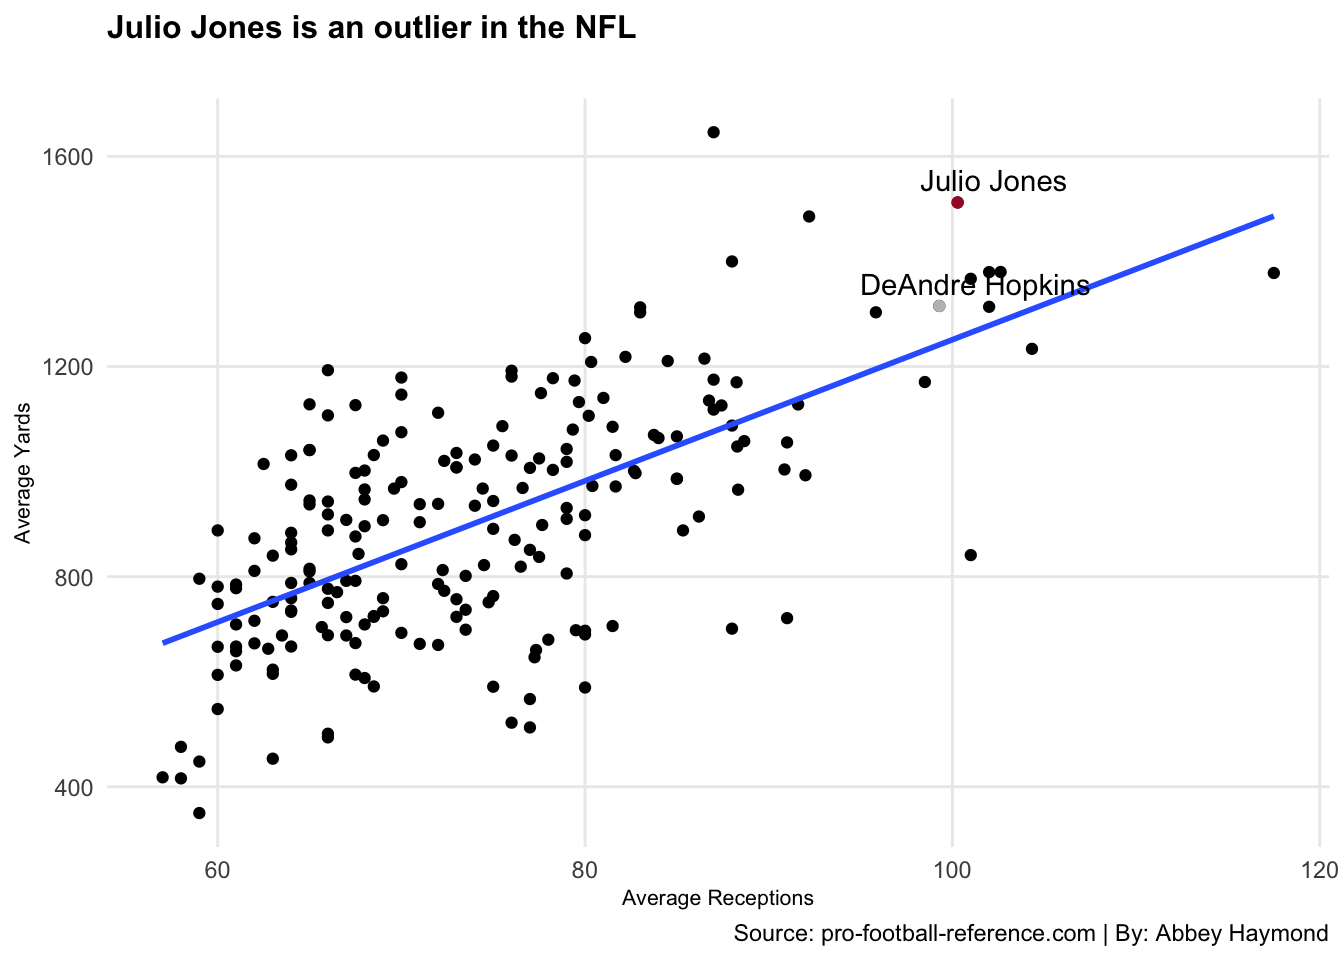 Julio Jones is an outlier in the NFL
1600
Julio Jones
DeAndre Hopkins
1200
Average Yards
800
400
60 80 100 120
Average Receptions
Source: pro-football-reference.com | By: Abbey Haymond